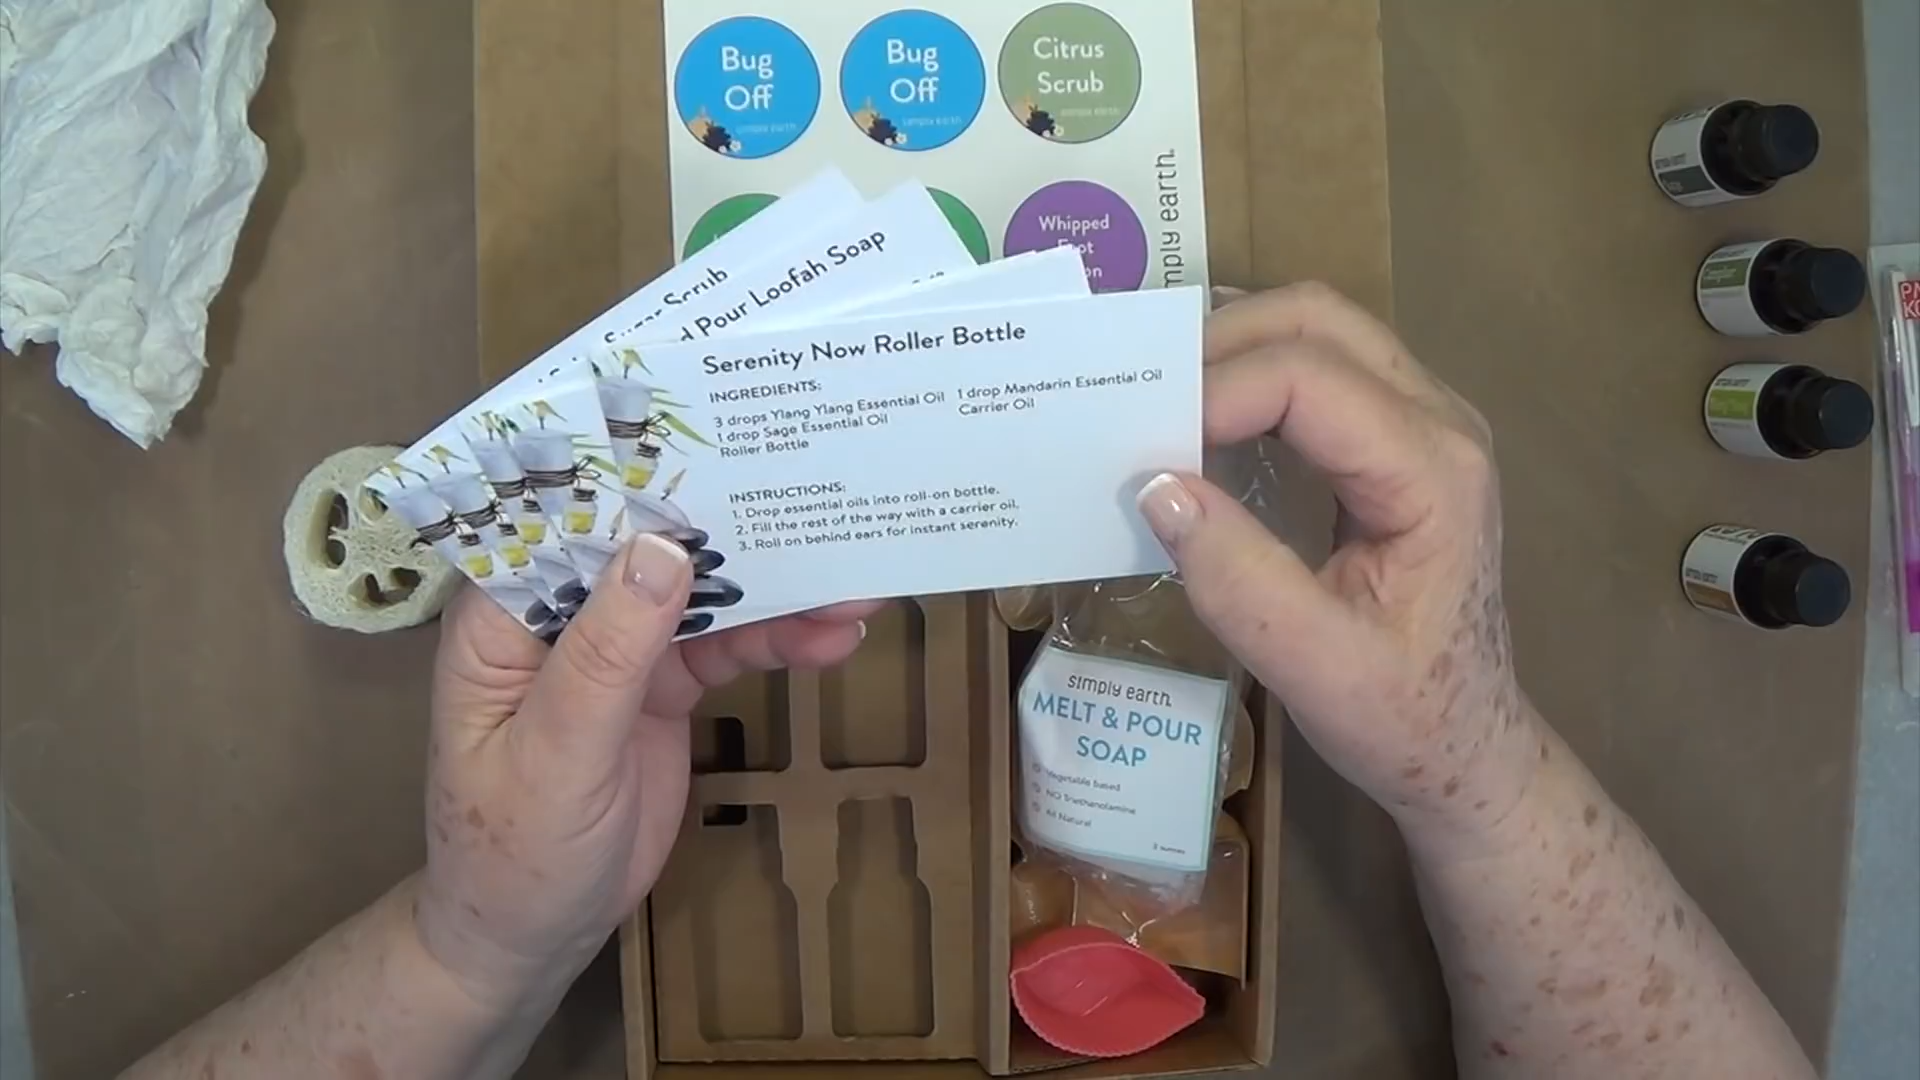 Bug
Off
simply earth
Bug
Off
simply earth
Citrus
Scrub
simply earth
Whipped
simply earth.
Scrub
Pour Loofah Soap
Serenity Now Roller Bottle
INGREDIENTS:
3 drops Ylang Ylang Essential Oil
1 drop Sage Essential Oil
Roller Bottle
1 drop Mandarin Essential Oil
Carrier Oil
INSTRUCTIONS:
1. Drop essential oils into roll-on bottle.
2. Fill the rest of the way with a carrier oil.
3. Roll on behind ears for instant serenity.
simply earth.
MELT & POUR
SOAP
Vegetable based
NO Triethanolamine
All Natural